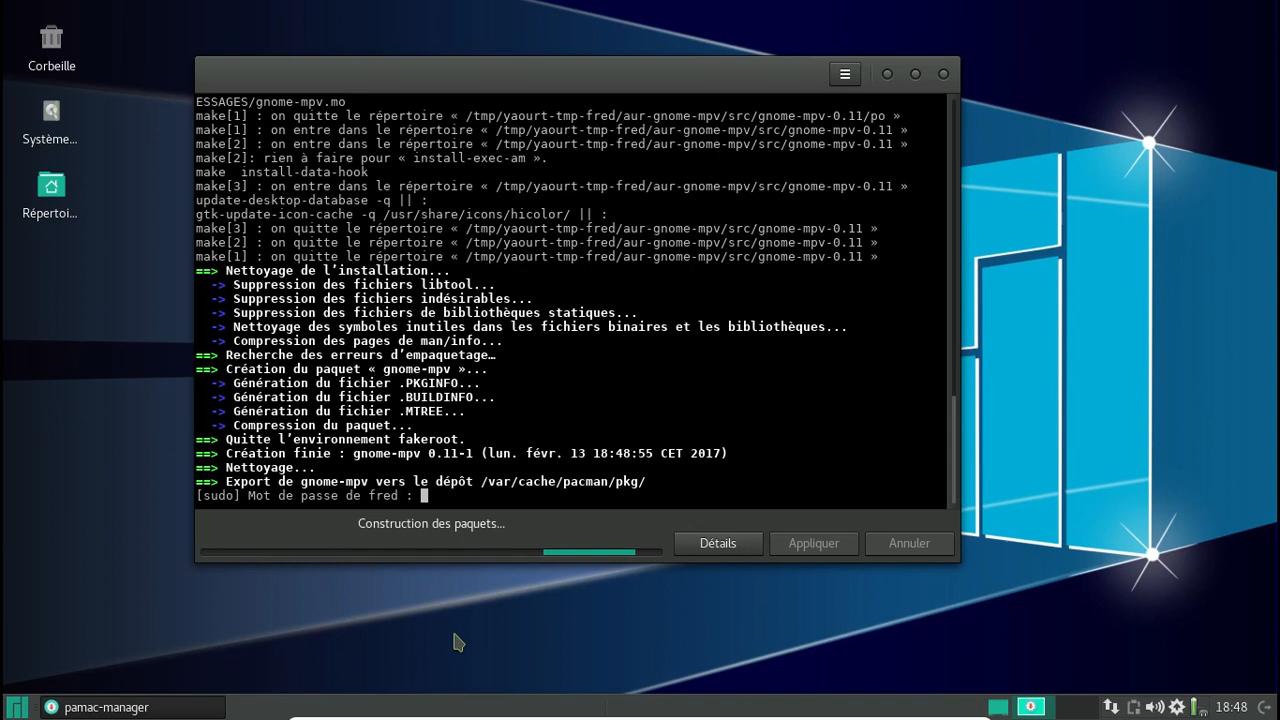 Corbeille
Système...
Répertoi...
ESSAGES/gnome-mpv.mo
make[1] : on quitte le répertoire « /tmp/yaourt-tmp-fred/aur-gnome-mpv/src/gnome-mpv-0.11/po »
make[1] : on entre dans le répertoire « /tmp/yaourt-tmp-fred/aur-gnome-mpv/src/gnome-mpv-0.11 »
make[2] : on entre dans le répertoire « /tmp/yaourt-tmp-fred/aur-gnome-mpv/src/gnome-mpv-0.11 »
make[2]: rien à faire pour « install-exec-am ».
make  install-data-hook
make[3] : on entre dans le répertoire « /tmp/yaourt-tmp-fred/aur-gnome-mpv/src/gnome-mpv-0.11 »
update-desktop-database -q || :
gtk-update-icon-cache -q /usr/share/icons/hicolor/ || :
make[3] : on quitte le répertoire « /tmp/yaourt-tmp-fred/aur-gnome-mpv/src/gnome-mpv-0.11 »
make[2] : on quitte le répertoire « /tmp/yaourt-tmp-fred/aur-gnome-mpv/src/gnome-mpv-0.11 »
make[1] : on quitte le répertoire « /tmp/yaourt-tmp-fred/aur-gnome-mpv/src/gnome-mpv-0.11 »
==> Nettoyage de l’installation...
  -> Suppression des fichiers libtool...
  -> Suppression des fichiers indésirables...
  -> Suppression des fichiers de bibliothèques statiques...
  -> Nettoyage des symboles inutiles dans les fichiers binaires et les bibliothèques...
  -> Compression des pages de man/info...
==> Recherche des erreurs d’empaquetage…
==> Création du paquet « gnome-mpv »...
  -> Génération du fichier .PKGINFO...
  -> Génération du fichier .BUILDINFO...
  -> Génération du fichier .MTREE...
  -> Compression du paquet...
==> Quitte l’environnement fakeroot.
==> Création finie : gnome-mpv 0.11-1 (lun. févr. 13 18:48:55 CET 2017)
==> Nettoyage...
==> Export de gnome-mpv vers le dépôt /var/cache/pacman/pkg/
[sudo] Mot de passe de fred :
Construction des paquets...
Détails
Appliquer
Annuler
pamac-manager
18:48